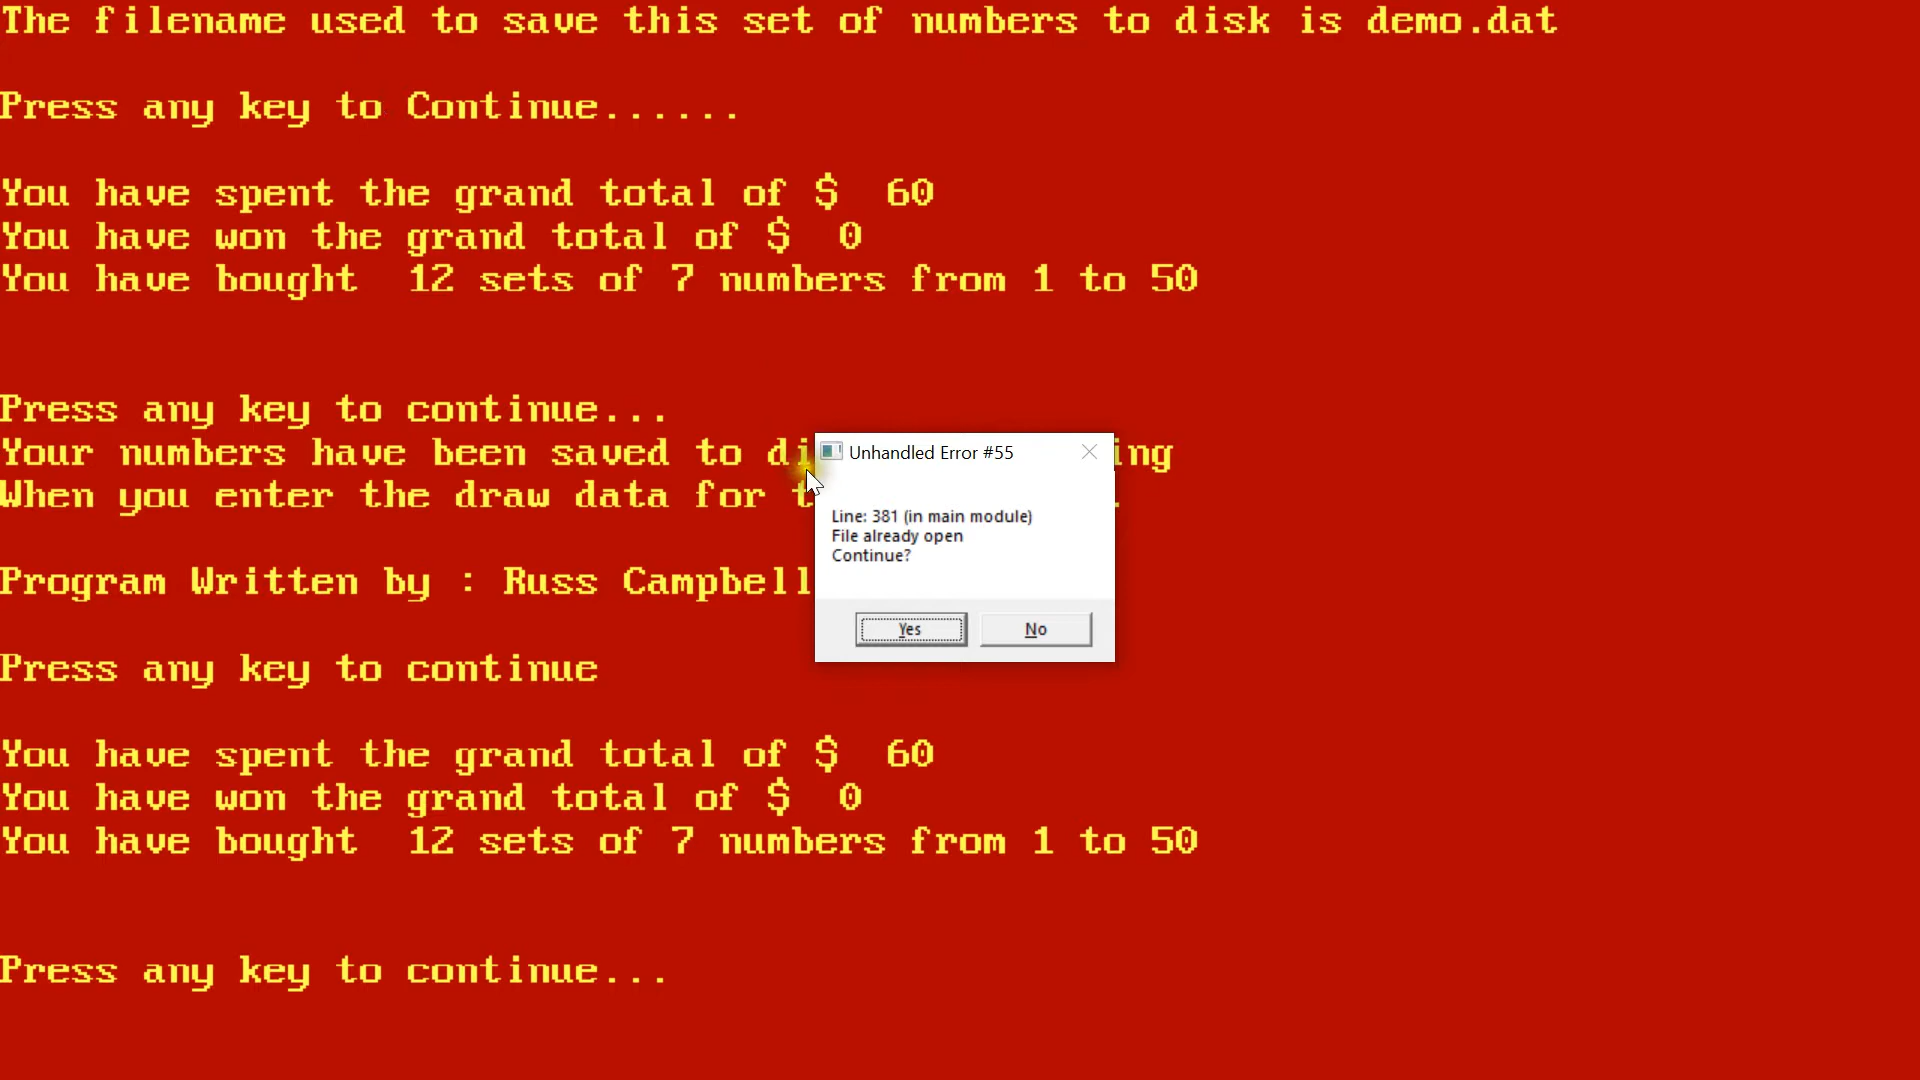 The filename used to save this set of numbers to disk is demo.dat
Press any key to Continue......
You have spent the grand total of $  60
You have won the grand total of $  0
You have bought  12 sets of 7 numbers from 1 to 50
Press any key to continue...
Your numbers have been saved to di ing
When you enter the draw data for t .
Program Written by : Russ Campbell
Press any key to continue
You have spent the grand total of $  60
You have won the grand total of $  0
You have bought  12 sets of 7 numbers from 1 to 50
Press any key to continue...
Unhandled Error #55
Line: 381 (in main module)
File already open
Continue?
Yes No